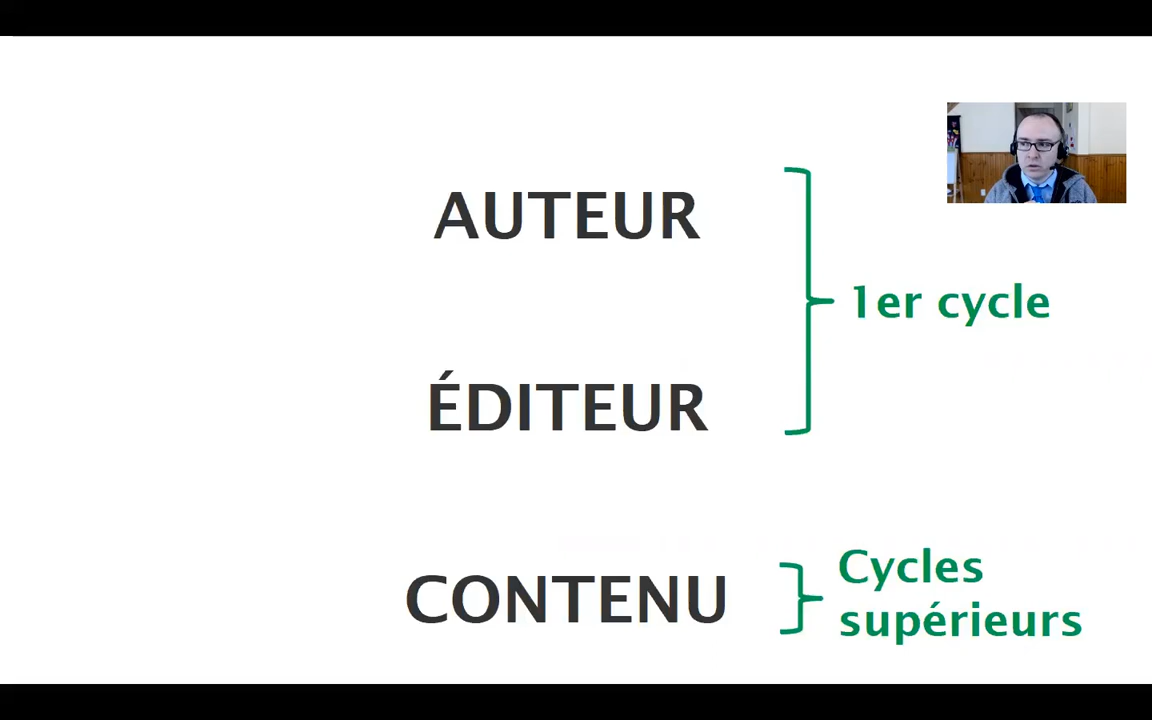 AUTEUR
1er cycle
ÉDITEUR
CONTENU
Cycles
supérieurs